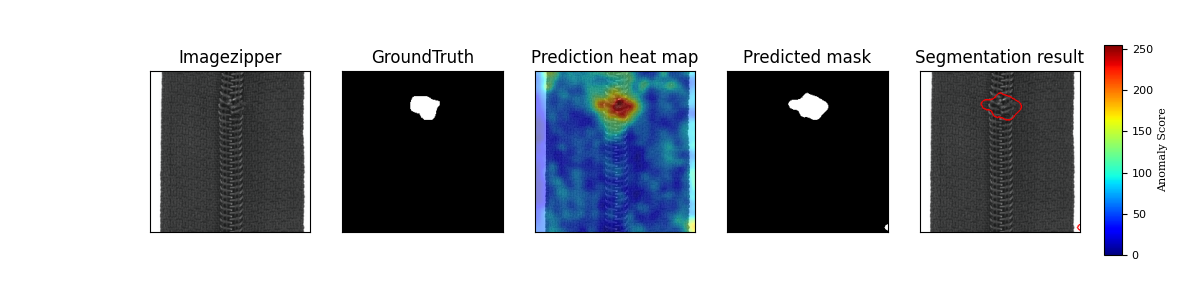 Imagezipper
GroundTruth
Prediction heat map
Predicted mask
Segmentation result
250
200
150
100
50
0
Anomaly Score